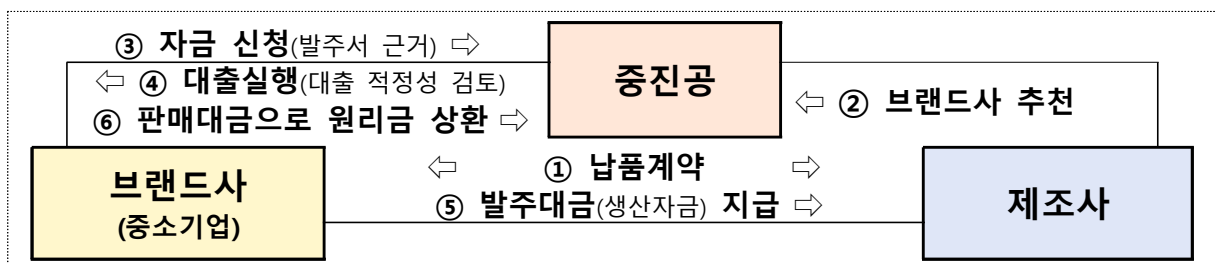 ③ 자금 신청(발주서 근거) ⇨
⇦ ④ 대출실행(대출 적정성 검토)
⑥ 판매대금으로 원리금 상환 ⇨
중진공
⇦ ② 브랜드사 추천
브랜드사
(중소기업)
⇦ ① 납품계약 ⇨
⑤ 발주대금(생산자금) 지급 ⇨
제조사